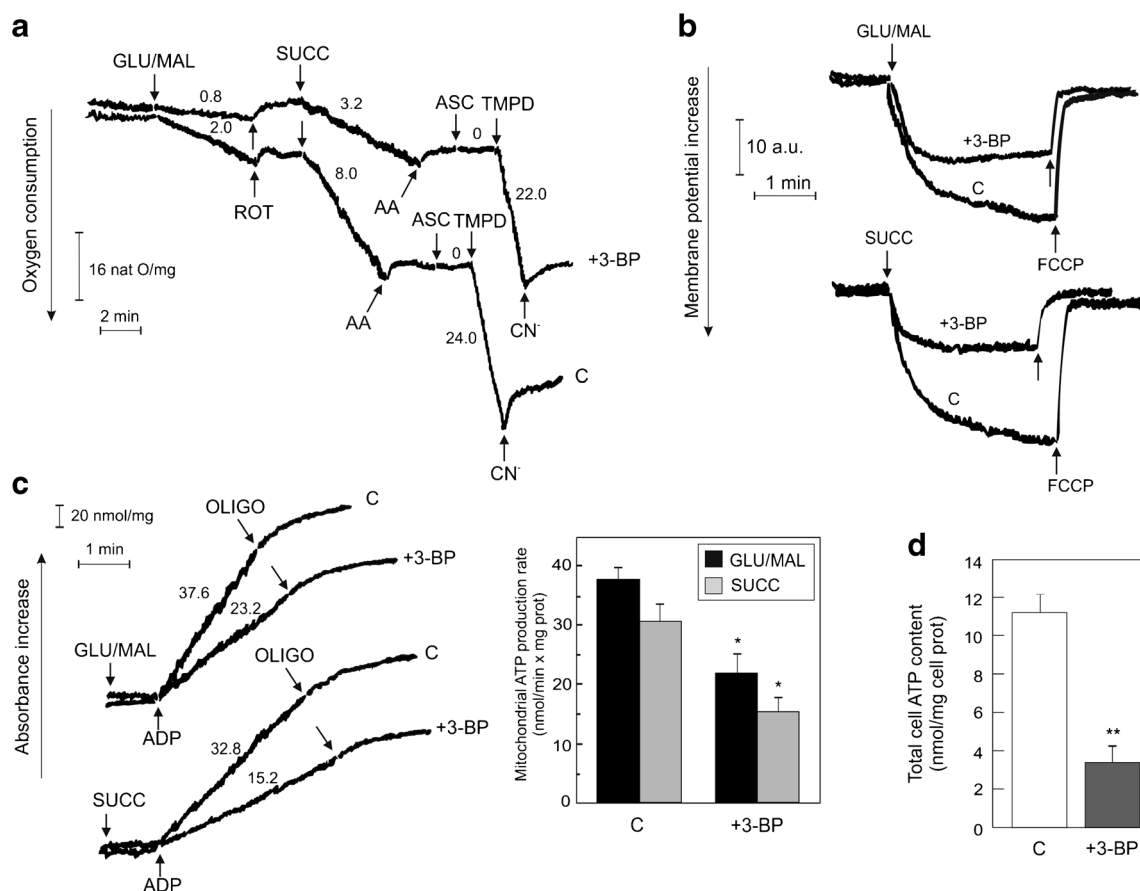 a
GLU/MAL
SUCC
0.8
3.2
ASC TMPD
0
2.0
8.0
22.0
ROT
AA
ASC TMPD
0
+3-BP
AA
24.0
CN-
C
CN-
Oxygen consumption
16 nat O/mg
2 min
b
GLU/MAL
+3-BP
10 a.u.
1 min
C
FCCP
SUCC
+3-BP
C
FCCP
Membrane potential increase
c
20 nmol/mg
1 min
OLIGO
C
+3-BP
37.6
23.2
GLU/MAL
ADP
OLIGO
C
+3-BP
32.8
15.2
SUCC
ADP
Absorbance increase
Mitochondrial ATP production rate
(nmol/min x mg prot)
40
30
20
10
0
GLU/MAL
SUCC
*
*
C
+3-BP
d
Total cell ATP content
(nmol/mg cell prot)
14
12
10
8
6
4
2
0
**
C
+3-BP